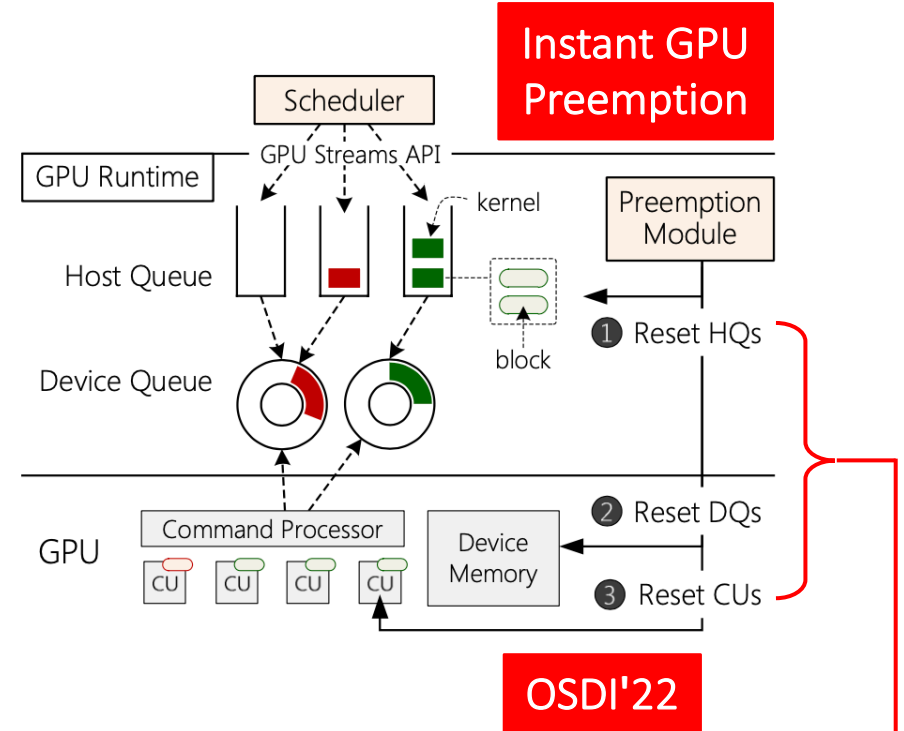 Instant GPU
Preemption
Scheduler
GPU Streams API
GPU Runtime
kernel
Preemption
Module
Host Queue
1 Reset HQs
block
Device Queue
2 Reset DQs
Command Processor
GPU
Device
Memory
CU
CU
CU
CU
3 Reset CUs
OSDI'22